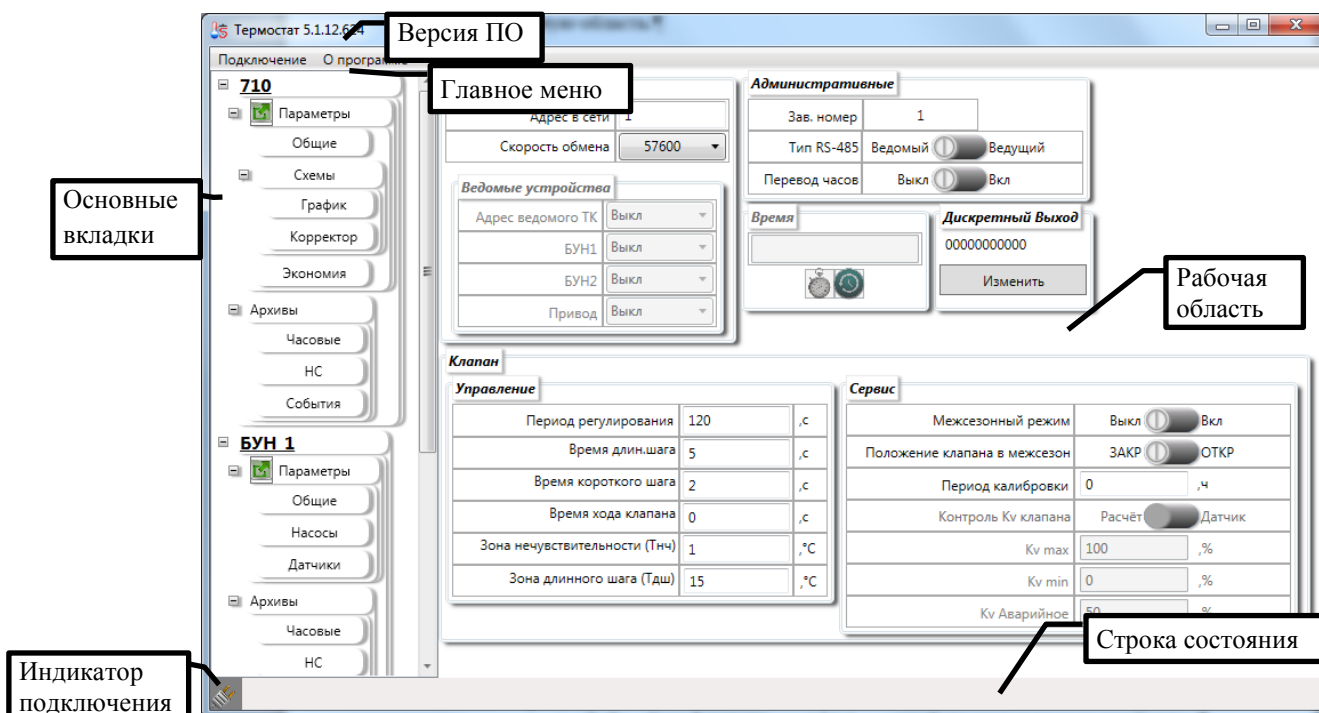 Термостат 5.1.12.624
Версия ПО
Подключение О программе
Главное меню
710
Параметры
Общие
Схемы
График
Корректор
Экономия
Архивы
Часовые
НС
События
БУН 1
Параметры
Общие
Насосы
Датчики
Архивы
Часовые
НС
Основные
вкладки
Индикатор
подключения
Адрес в сети 1
Скорость обмена 57600
Ведомые устройства
Адрес ведомого ТК Выкл
БУН1 Выкл
БУН2 Выкл
Привод Выкл
Административные
Зав. номер 1
Тип RS-485 Ведомый Ведущий
Перевод часов Выкл Вкл
Время
Дискретный Выход
00000000000
Изменить
Рабочая
область
Клапан
Управление
Период регулирования 120 ,с
Время длин.шага 5 ,с
Время короткого шага 2 ,с
Время хода клапана 0 ,с
Зона нечувствительности (Тнч) 1 ,°C
Зона длинного шага (Тдш) 15 ,°C
Сервис
Межсезонный режим Выкл Вкл
Положение клапана в межсезон ЗАКР ОТКР
Период калибровки 0 ,ч
Контроль Kv клапана Расчёт Датчик
Kv max 100 ,%
Kv min 0 ,%
Kv Аварийное 50 ,%
Строка состояния